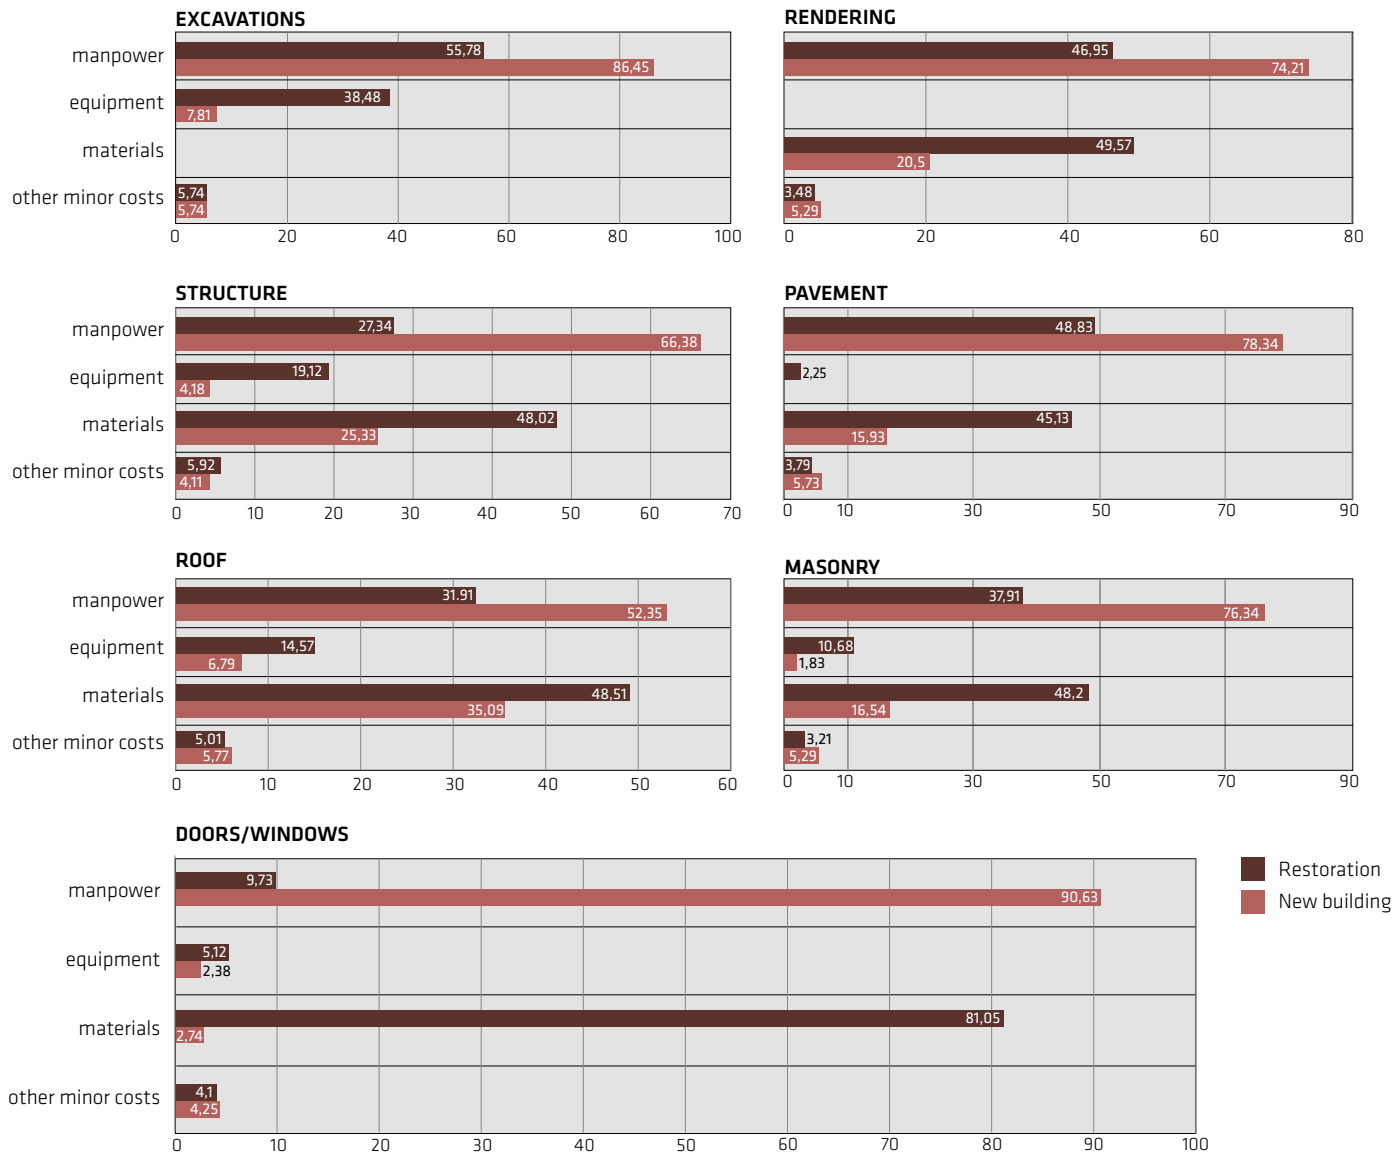 EXCAVATIONS
manpower
55,78
86,45
equipment
38,48
7,81
materials
other minor costs
5,74
5,74
0 20 40 60 80 100
RENDERING
46,95
74,21
49,57
20,5
3,48
5,29
0 20 40 60 80
STRUCTURE
manpower
27,34
66,38
equipment
19,12
4,18
materials
48,02
25,33
other minor costs
5,92
4,11
0 10 20 30 40 50 60 70
PAVEMENT
48,83
78,34
2,25
45,13
15,93
3,79
5,73
0 10 30 50 70 90
ROOF
manpower
31.91
52,35
equipment
14,57
6,79
materials
48,51
35,09
other minor costs
5,01
5,77
0 10 20 30 40 50 60
MASONRY
37,91
76,34
10,68
1,83
48,2
16,54
3,21
5,29
0 10 30 50 70 90
DOORS/WINDOWS
manpower
9,73
90,63
equipment
5,12
2,38
materials
81,05
2,74
other minor costs
4,1
4,25
0 10 20 30 40 50 60 70 80 90 100
Restoration
New building